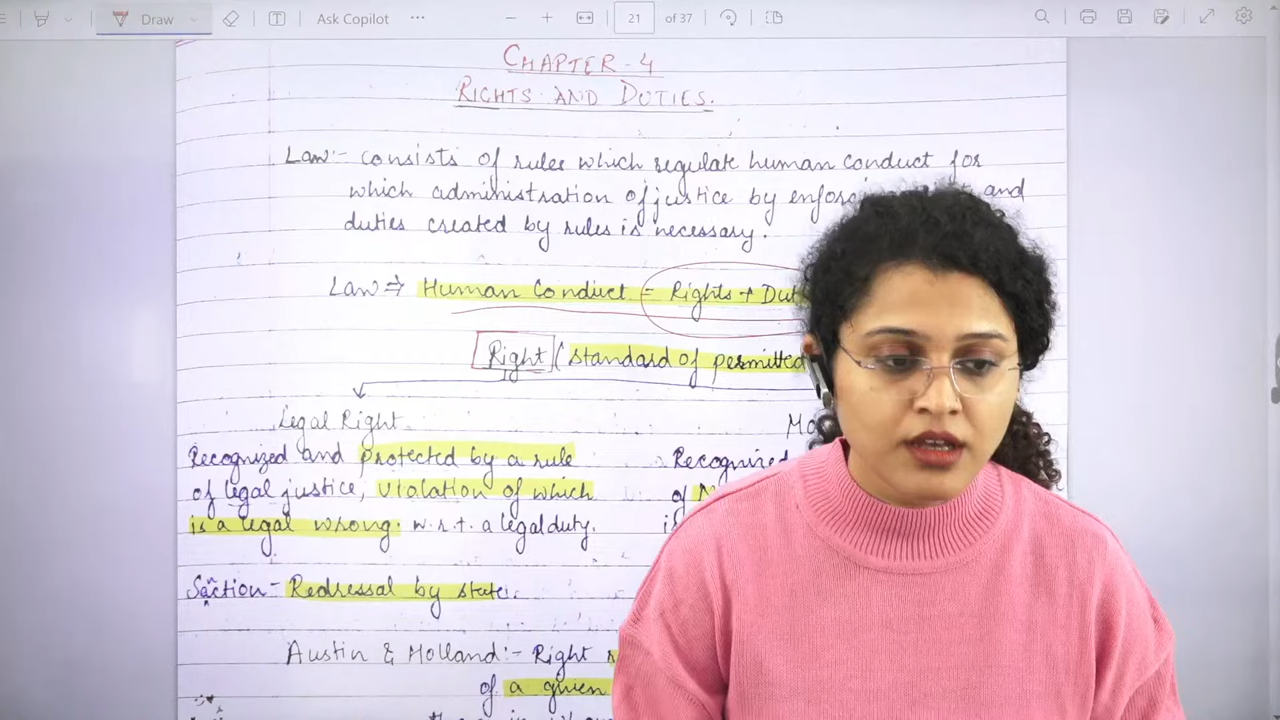 Draw
Ask Copilot
21 of 37
CHAPTER-4
RIGHTS AND DUTIES.
Law:- consists of rules which regulate human conduct for
which administration of justice by and
duties created by rules is necessary.
Law ⇒ Human Conduct = Rights +
Right (standard of permitted
Legal Right
Recognized and protected by a rule
of legal justice, violation of which
is a legal wrong. w.r.t. a legal duty.
Recognized
of
Sanction - Redressal by state.
Austin & Holland:- Right
of a given